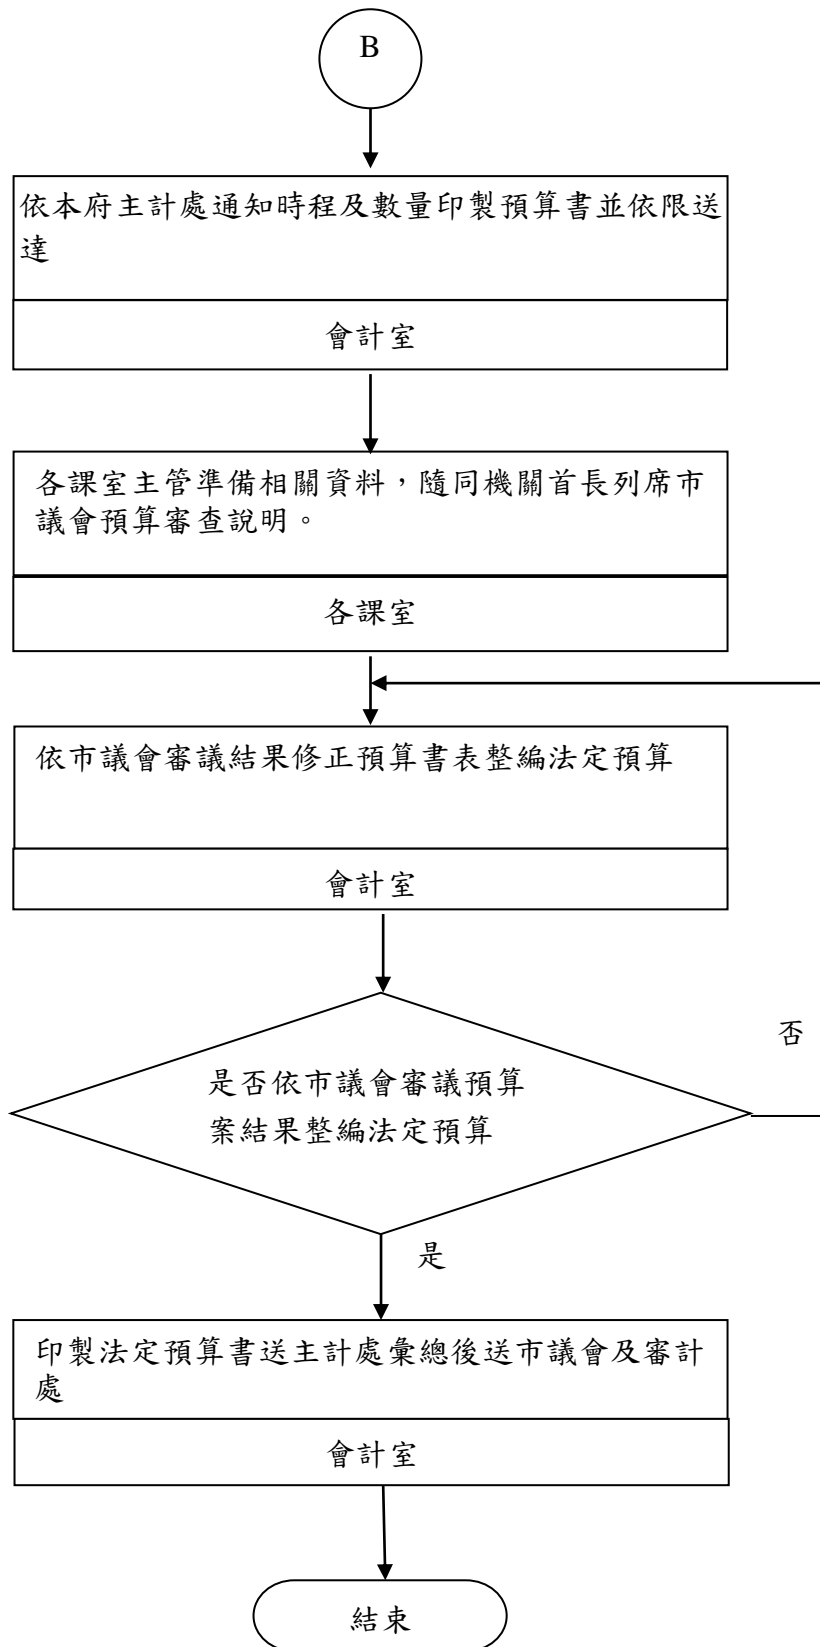 B
依本府主計處通知時程及數量印製預算書並依限送
達
會計室
各課室主管準備相關資料，隨同機關首長列席市
議會預算審查說明。
各課室
依市議會審議結果修正預算書表整編法定預算
會計室
否
是否依市議會審議預算
案結果整編法定預算
是
印製法定預算書送主計處彙總後送市議會及審計
處
會計室
結束